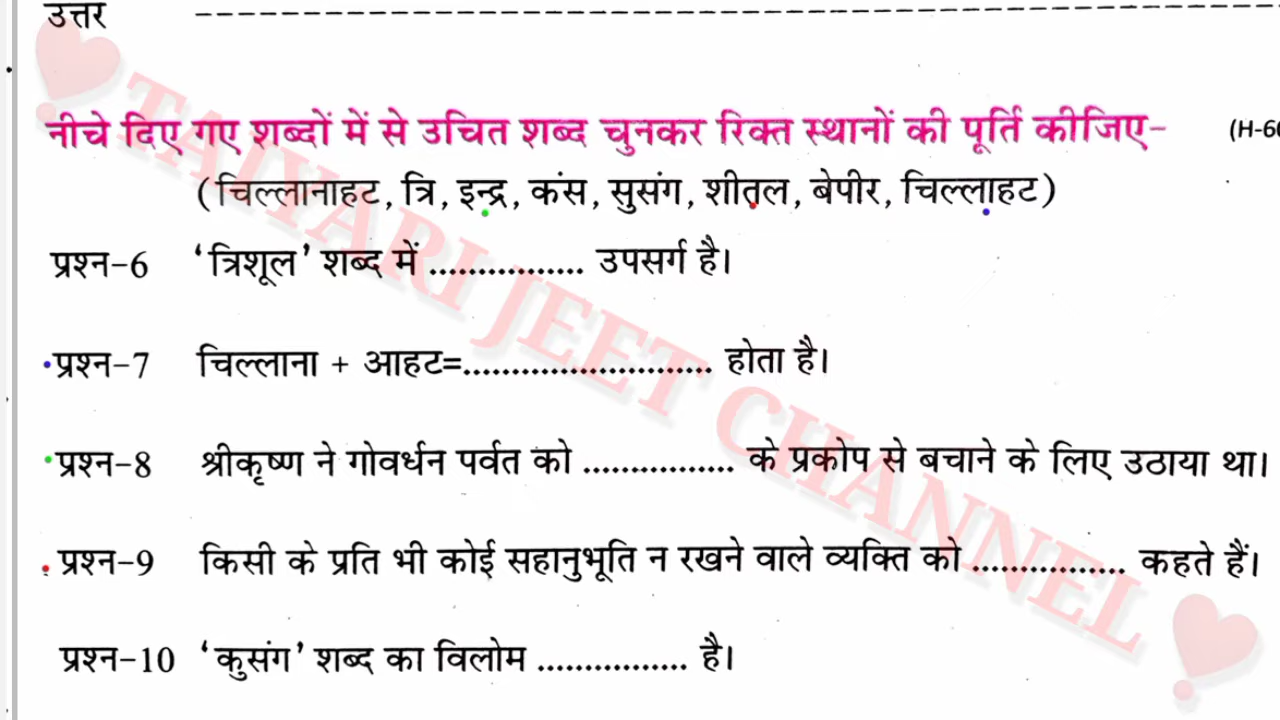 उत्तर ----------------------------------------
नीचे दिए गए शब्दों में से उचित शब्द चुनकर रिक्त स्थानों की पूर्ति कीजिए- (H-60
(चिल्लानाहट, त्रि, इन्द्र, कंस, सुसंग, शीतल, बेपीर, चिल्लाहट)
प्रश्न-6 ‘त्रिशूल’ शब्द में ................ उपसर्ग है।
प्रश्न-7 चिल्लाना + आहट=.......................... होता है।
प्रश्न-8 श्रीकृष्ण ने गोवर्धन पर्वत को ................ के प्रकोप से बचाने के लिए उठाया था।
प्रश्न-9 किसी के प्रति भी कोई सहानुभूति न रखने वाले व्यक्ति को ................ कहते हैं।
प्रश्न-10 ‘कुसंग’ शब्द का विलोम ................ है।
TAIYARI JEET CHANNEL